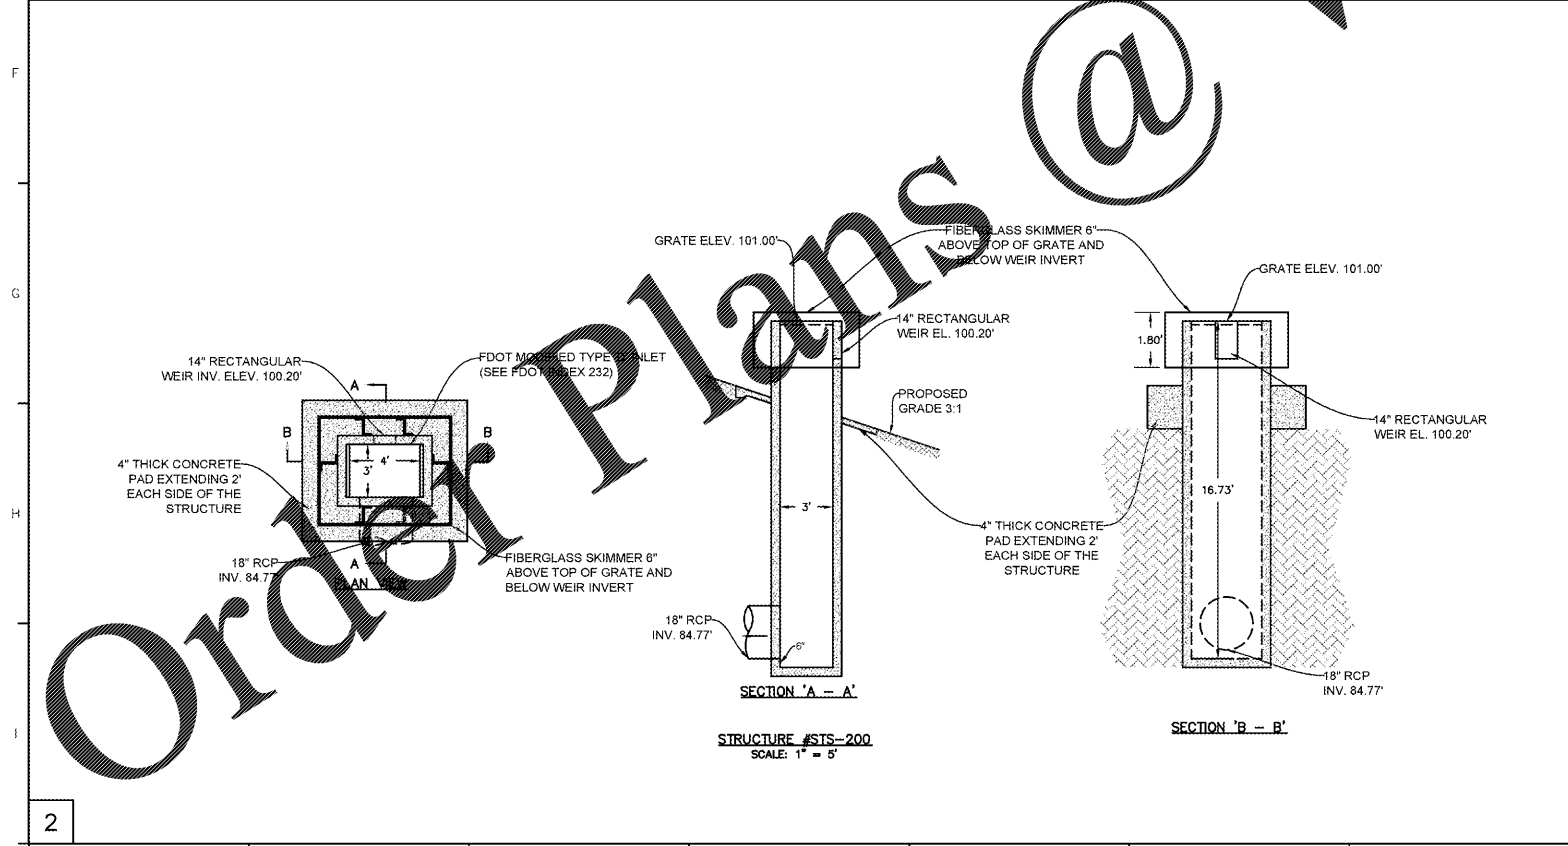 Order Plans @
F
G
H
I
2
14" RECTANGULAR
WEIR INV. ELEV. 100.20'
FDOT MODIFIED TYPE 'D' INLET
(SEE FDOT INDEX 232)
A
B
B
4'
3'
4" THICK CONCRETE
PAD EXTENDING 2'
EACH SIDE OF THE
STRUCTURE
18" RCP
INV. 84.77'
A
PLAN VIEW
FIBERGLASS SKIMMER 6"
ABOVE TOP OF GRATE AND
BELOW WEIR INVERT
GRATE ELEV. 101.00'
FIBERGLASS SKIMMER 6"
ABOVE TOP OF GRATE AND
BELOW WEIR INVERT
14" RECTANGULAR
WEIR EL. 100.20'
PROPOSED
GRADE 3:1
3'
4" THICK CONCRETE
PAD EXTENDING 2'
EACH SIDE OF THE
STRUCTURE
18" RCP
INV. 84.77'
6"
SECTION 'A - A'
STRUCTURE #STS-200
SCALE: 1" = 5'
GRATE ELEV. 101.00'
1.80'
14" RECTANGULAR
WEIR EL. 100.20'
16.73'
18" RCP
INV. 84.77'
SECTION 'B - B'